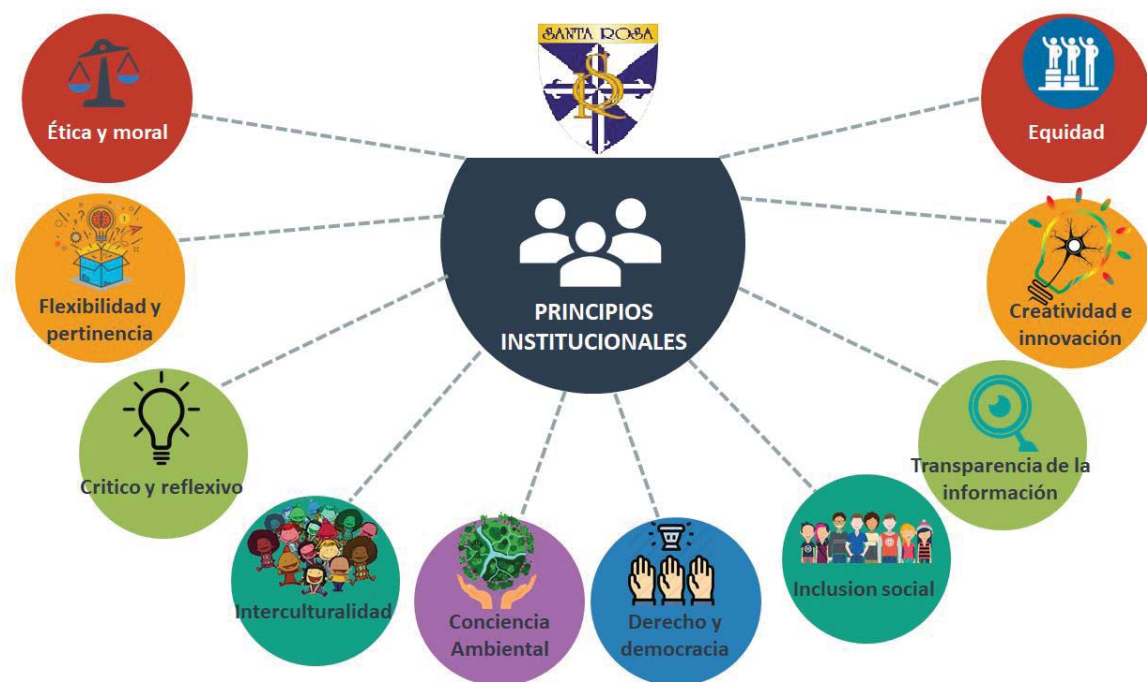 SANTA ROSA
Ética y moral
Equidad
PRINCIPIOS
INSTITUCIONALES
Flexibilidad y
pertinencia
Creatividad e
innovación
Critico y reflexivo
Transparencia de la
información
Interculturalidad
Conciencia
Ambiental
Derecho y
democracia
Inclusion social